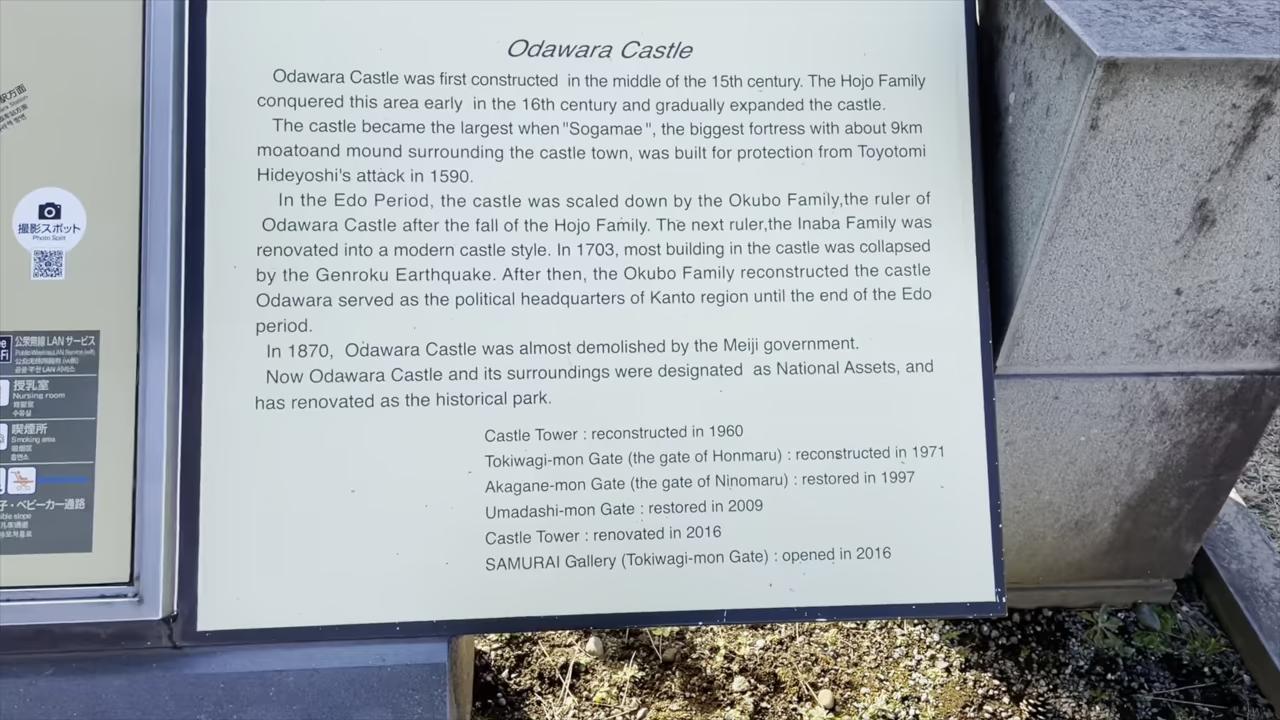 Odawara Castle
Odawara Castle was first constructed in the middle of the 15th century. The Hojo Family
conquered this area early in the 16th century and gradually expanded the castle.
The castle became the largest when "Sogamae", the biggest fortress with about 9km
moatoand mound surrounding the castle town, was built for protection from Toyotomi
Hideyoshi's attack in 1590.
In the Edo Period, the castle was scaled down by the Okubo Family,the ruler of
Odawara Castle after the fall of the Hojo Family. The next ruler,the Inaba Family was
renovated into a modern castle style. In 1703, most building in the castle was collapsed
by the Genroku Earthquake. After then, the Okubo Family reconstructed the castle
Odawara served as the political headquarters of Kanto region until the end of the Edo
period.
In 1870, Odawara Castle was almost demolished by the Meiji government.
Now Odawara Castle and its surroundings were designated as National Assets, and
has renovated as the historical park.
Castle Tower : reconstructed in 1960
Tokiwagi-mon Gate (the gate of Honmaru) : reconstructed in 1971
Akagane-mon Gate (the gate of Ninomaru) : restored in 1997
Umadashi-mon Gate : restored in 2009
Castle Tower : renovated in 2016
SAMURAI Gallery (Tokiwagi-mon Gate) : opened in 2016
駅方面
撮影スポット
Photo Spot
公衆無線 LAN サービス
授乳室
Nursing room
수유실
喫煙所
Smoking area
흡연소
子・ベビーカー通路